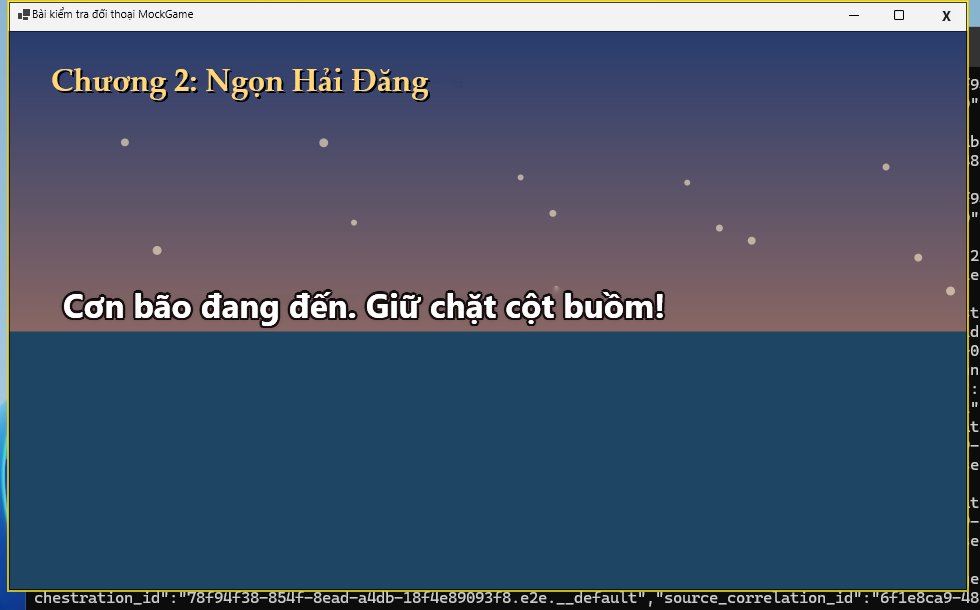 Bài kiểm tra đối thoại MockGame
Chương 2: Ngọn Hải Đăng
Cơn bão đang đến. Giữ chặt cột buồm!
chestration_id":"78f94f38-854f-8ead-a4db-18f4e89093f8.e2e.__default","source_correlation_id":"6f1e8ca9-4